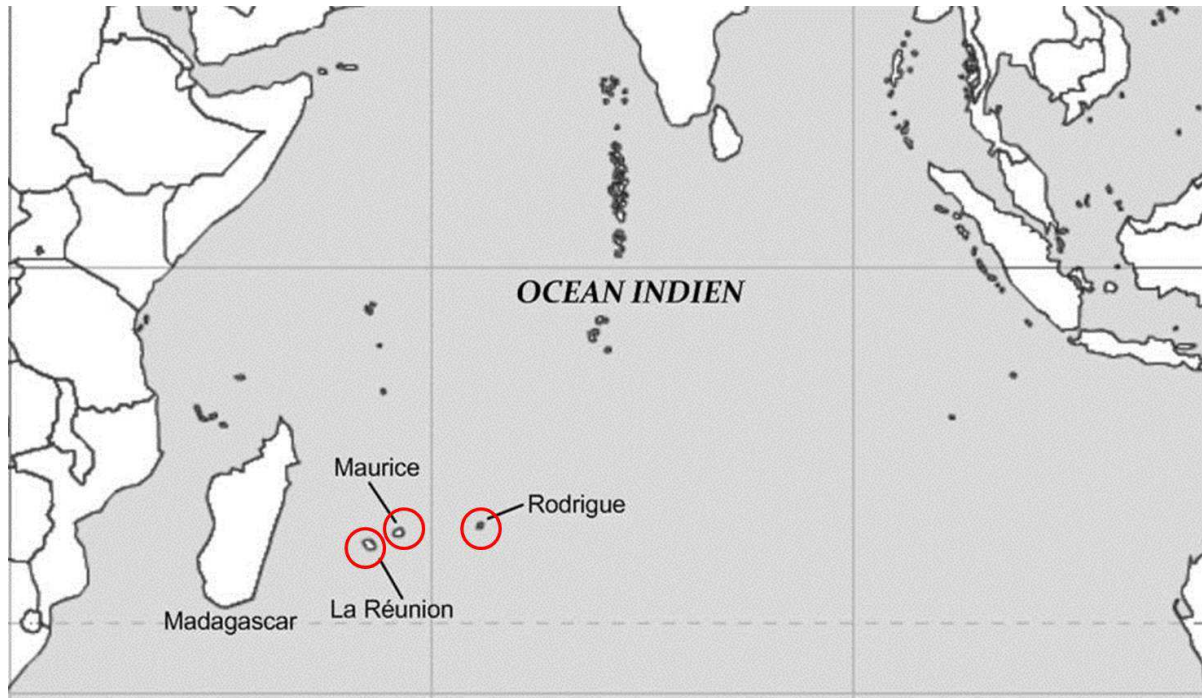 OCEAN INDIEN
Maurice
Rodrigue
La Réunion
Madagascar